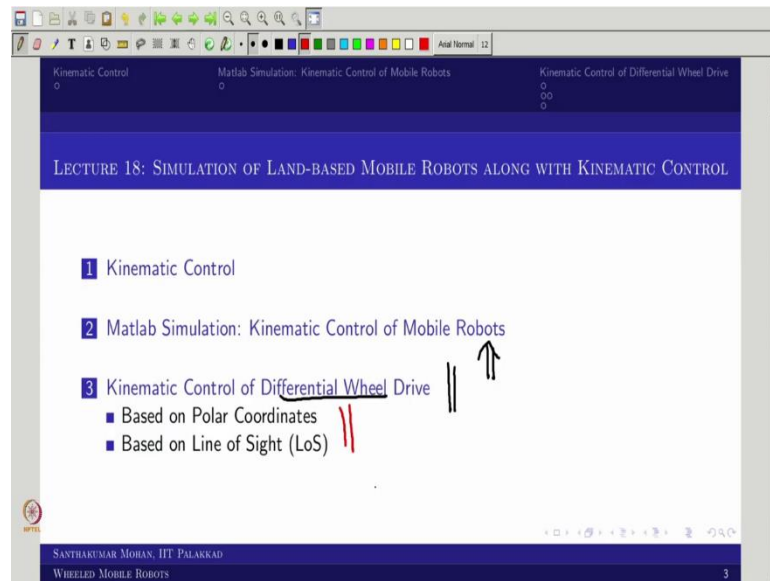 Arial Normal 12
Kinematic Control
Matlab Simulation: Kinematic Control of Mobile Robots
Kinematic Control of Differential Wheel Drive
LECTURE 18: SIMULATION OF LAND-BASED MOBILE ROBOTS ALONG WITH KINEMATIC CONTROL
1 Kinematic Control
2 Matlab Simulation: Kinematic Control of Mobile Robots
3 Kinematic Control of Differential Wheel Drive
Based on Polar Coordinates
Based on Line of Sight (LoS)
NPTEL
SANTHAKUMAR MOHAN, IIT PALAKKAD
WHEELED MOBILE ROBOTS 3